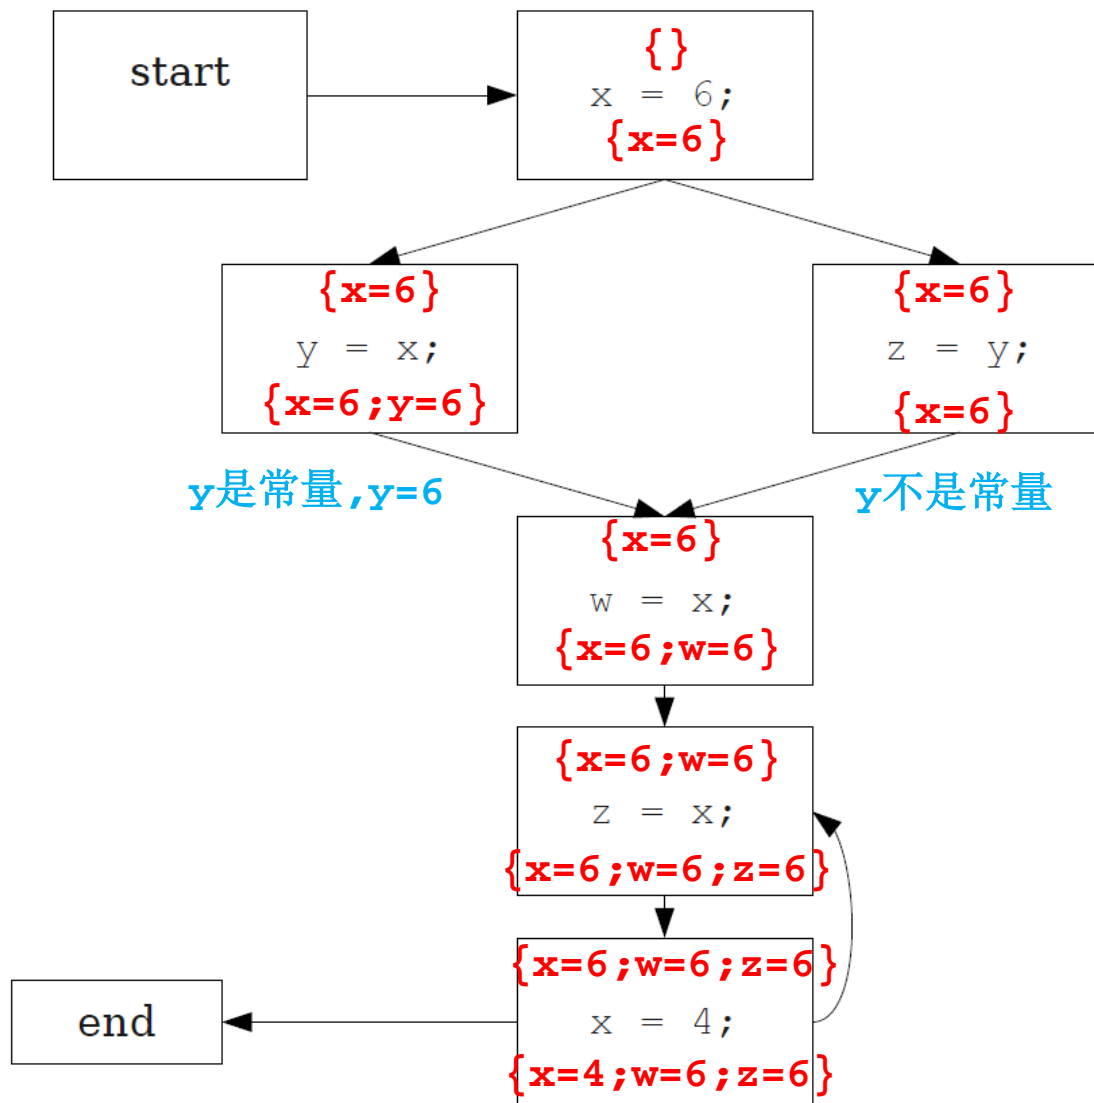 start
{}
x = 6;
{x=6}
{x=6}
y = x;
{x=6;y=6}
{x=6}
z = y;
{x=6}
y是常量,y=6
y不是常量
{x=6}
w = x;
{x=6;w=6}
{x=6;w=6}
z = x;
{x=6;w=6;z=6}
{x=6;w=6;z=6}
x = 4;
{x=4;w=6;z=6}
end